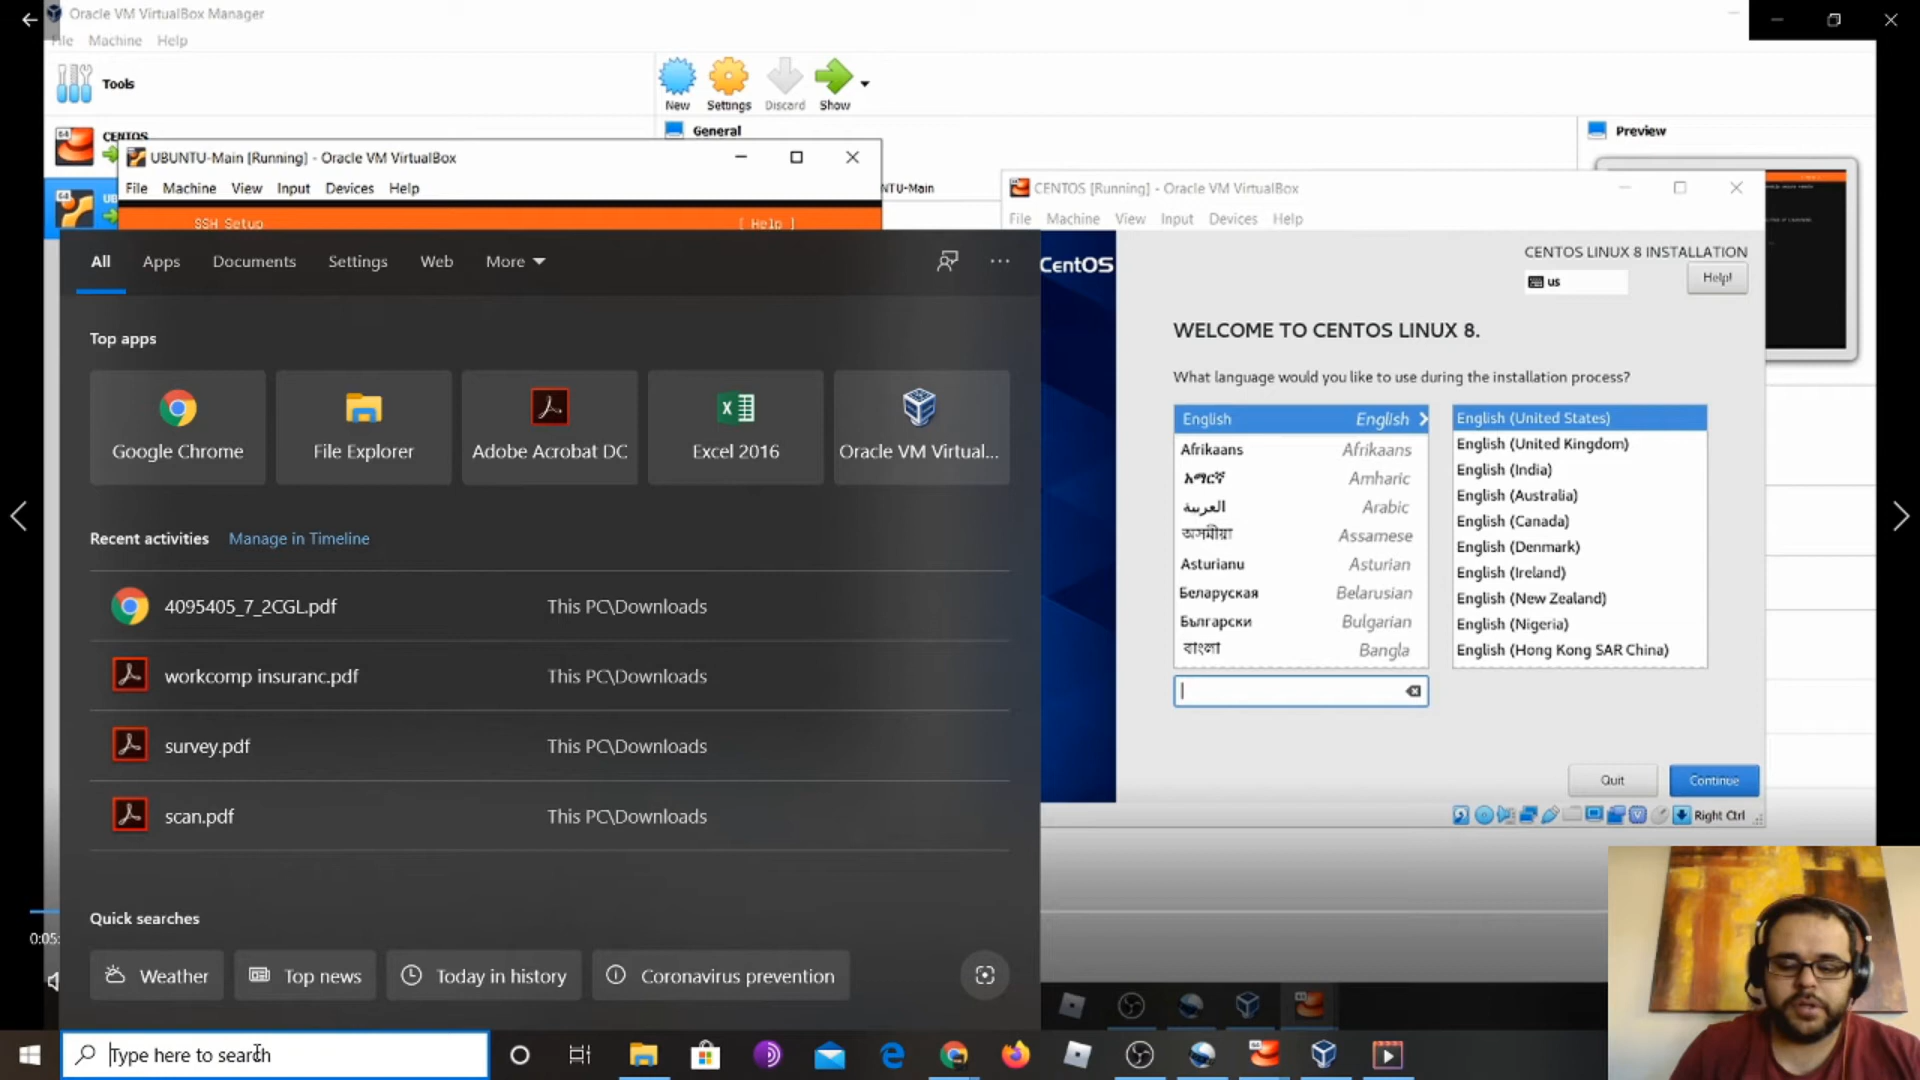 Oracle VM VirtualBox Manager
File Machine Help
Tools
New
Settings
Discard
Show
CENTOS
General
Preview
UBUNTU-Main [Running] - Oracle VM VirtualBox
File Machine View Input Devices Help
NTU-Main
SSH Setup
[ Help ]
CENTOS [Running] - Oracle VM VirtualBox
File Machine View Input Devices Help
All
Apps
Documents
Settings
Web
More
Top apps
Google Chrome
File Explorer
Adobe Acrobat DC
Excel 2016
Oracle VM Virtual...
Recent activities
Manage in Timeline
4095405_7_2CGL.pdf This PC\Downloads
workcomp insuranc.pdf This PC\Downloads
survey.pdf This PC\Downloads
scan.pdf This PC\Downloads
Quick searches
Weather
Top news
Today in history
Coronavirus prevention
Type here to search
0:05:
CentOS
CENTOS LINUX 8 INSTALLATION
us
Help!
WELCOME TO CENTOS LINUX 8.
What language would you like to use during the installation process?
English English
Afrikaans Afrikaans
አማርኛ Amharic
العربية Arabic
অসমীয়া Assamese
Asturianu Asturian
Беларуская Belarusian
Български Bulgarian
বাংলা Bangla
English (United States)
English (United Kingdom)
English (India)
English (Australia)
English (Canada)
English (Denmark)
English (Ireland)
English (New Zealand)
English (Nigeria)
English (Hong Kong SAR China)
Quit
Continue
Right Ctrl